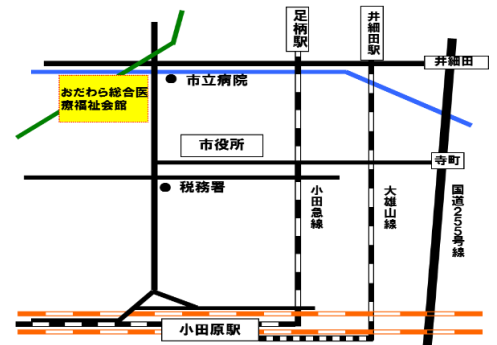 足柄駅
井細田駅
井細田
おだわら総合医
療福祉会館
市立病院
市役所
寺町
税務署
小田急線
大雄山線
国道255号線
小田原駅